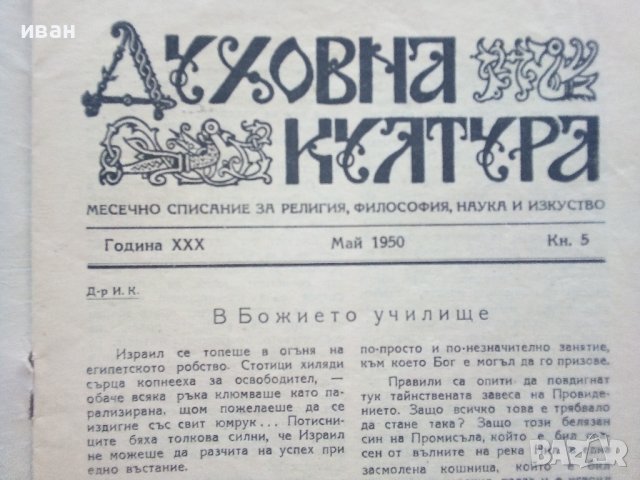 иван
ДУХОВНА
КУЛТУРА
МЕСЕЧНО СПИСАНИЕ ЗА РЕЛИГИЯ, ФИЛОСОФИЯ, НАУКА И ИЗКУСТВО
Година XXX Май 1950 Кн. 5
Д-р И. К.
В Божието училище
Израил се топеше в огъня на
египетското робство. Стотици хиляди
сърца копнееха за освободител, —
обаче всяка ръка клюмваше като па-
рализирана, щом пожелаеше да се
издигне със свит юмрук... Потисни-
ците бяха толкова силни, че Израил
не можеше да разчита на успех при
едно въстание.
по-просто и по-незначително занятие,
към което Бог е могъл да го призове.
Правили са опити да повдигнат
тук тайнствената завеса на Провиде-
нието. Защо всичко това е трябвало
да стане така? Защо този белязан
син на Промисъла, който е бил
сен от вълните на река Нил
засмолена кошница, която е бил
bazar.bg